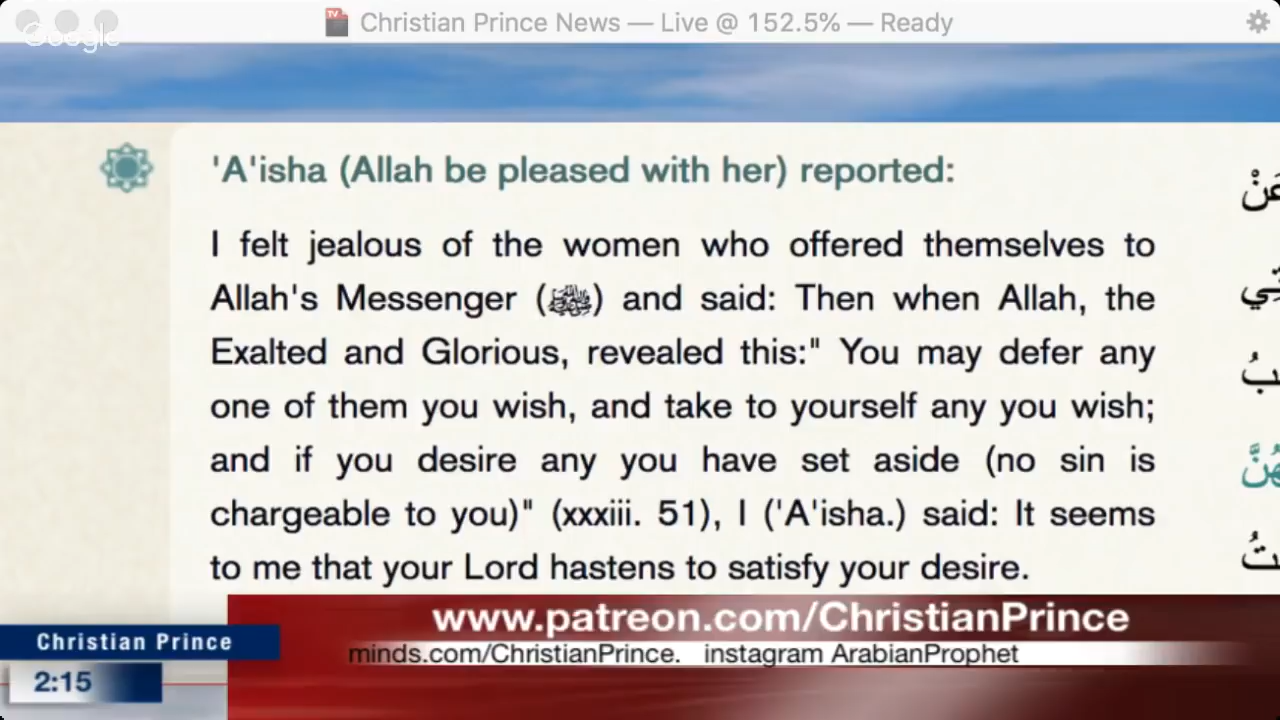 Christian Prince News — Live @ 152.5% — Ready
Google
'A'isha (Allah be pleased with her) reported:
I felt jealous of the women who offered themselves to
Allah's Messenger (ﷺ) and said: Then when Allah, the
Exalted and Glorious, revealed this:" You may defer any
one of them you wish, and take to yourself any you wish;
and if you desire any you have set aside (no sin is
chargeable to you)" (xxxiii. 51), I ('A'isha.) said: It seems
to me that your Lord hastens to satisfy your desire.
عَنْ
www.patreon.com/ChristianPrince
Christian Prince
minds.com/ChristianPrince. instagram ArabianProphet
2:15